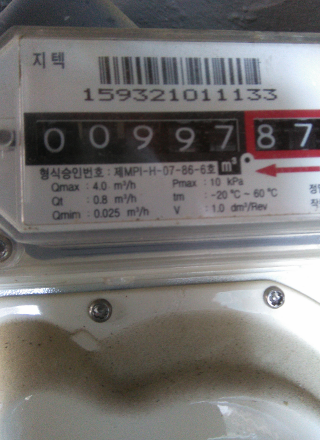 지텍
159321011133
00997 87
m³
형식승인번호 : 제MPI-H-07-86-6호
Qmax : 4.0 m³/h Pmax : 10 kPa
Qt : 0.8 m³/h tm : -20℃ ~ 60℃
Qmin : 0.025 m³/h V : 1.0 dm³/Rev